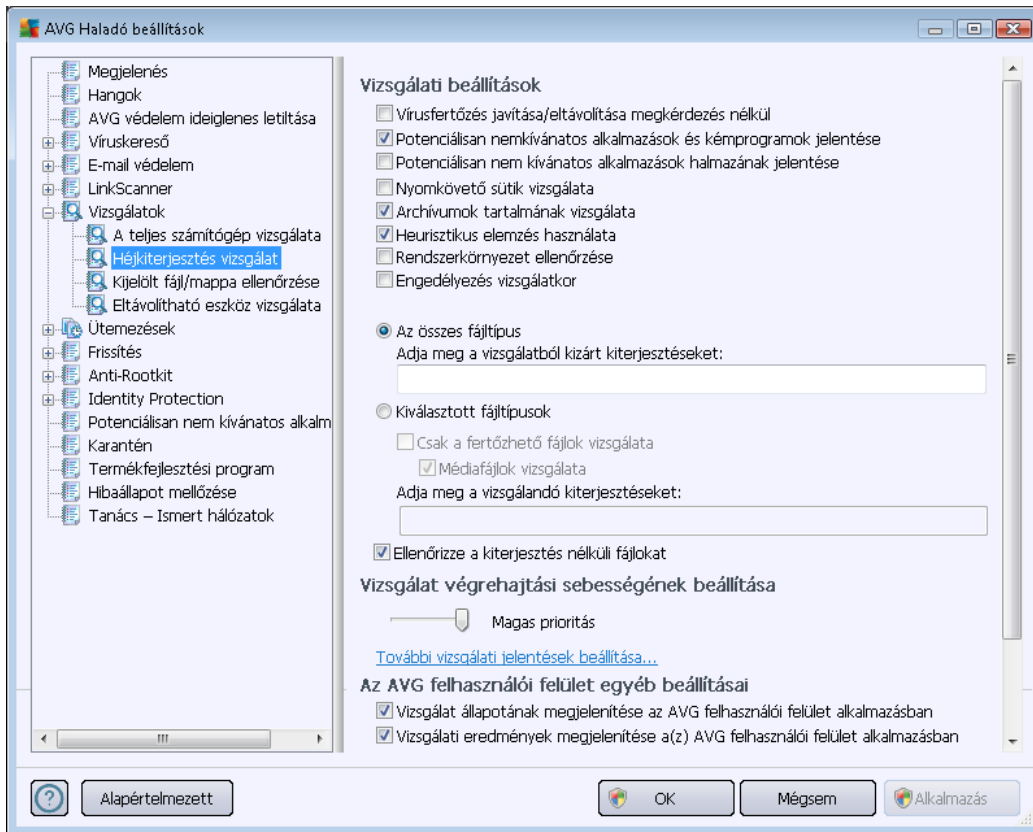 AVG Haladó beállítások
Megjelenés
Hangok
AVG védelem ideiglenes letiltása
Víruskereső
E-mail védelem
LinkScanner
Vizsgálatok
A teljes számítógép vizsgálata
Héjkiterjesztés vizsgálat
Kijelölt fájl/mappa ellenőrzése
Eltávolítható eszköz vizsgálata
Ütemezések
Frissítés
Anti-Rootkit
Identity Protection
Potenciálisan nem kívánatos alkalm
Karantén
Termékfejlesztési program
Hibaállapot mellőzése
Tanács – Ismert hálózatok
Vizsgálati beállítások
Vírusfertőzés javítása/eltávolítása megkérdezés nélkül
Potenciálisan nemkívánatos alkalmazások és kémprogramok jelentése
Potenciálisan nem kívánatos alkalmazások halmazának jelentése
Nyomkövető sütik vizsgálata
Archívumok tartalmának vizsgálata
Heurisztikus elemzés használata
Rendszerkörnyezet ellenőrzése
Engedélyezés vizsgálatkor
Az összes fájltípus
Adja meg a vizsgálatból kizárt kiterjesztéseket:
Kiválasztott fájltípusok
Csak a fertőzhető fájlok vizsgálata
Médiafájlok vizsgálata
Adja meg a vizsgálandó kiterjesztéseket:
Ellenőrizze a kiterjesztés nélküli fájlokat
Vizsgálat végrehajtási sebességének beállítása
Magas prioritás
További vizsgálati jelentések beállítása...
Az AVG felhasználói felület egyéb beállításai
Vizsgálat állapotának megjelenítése az AVG felhasználói felület alkalmazásban
Vizsgálati eredmények megjelenítése a(z) AVG felhasználói felület alkalmazásban
Alapértelmezett
OK
Mégsem
Alkalmazás